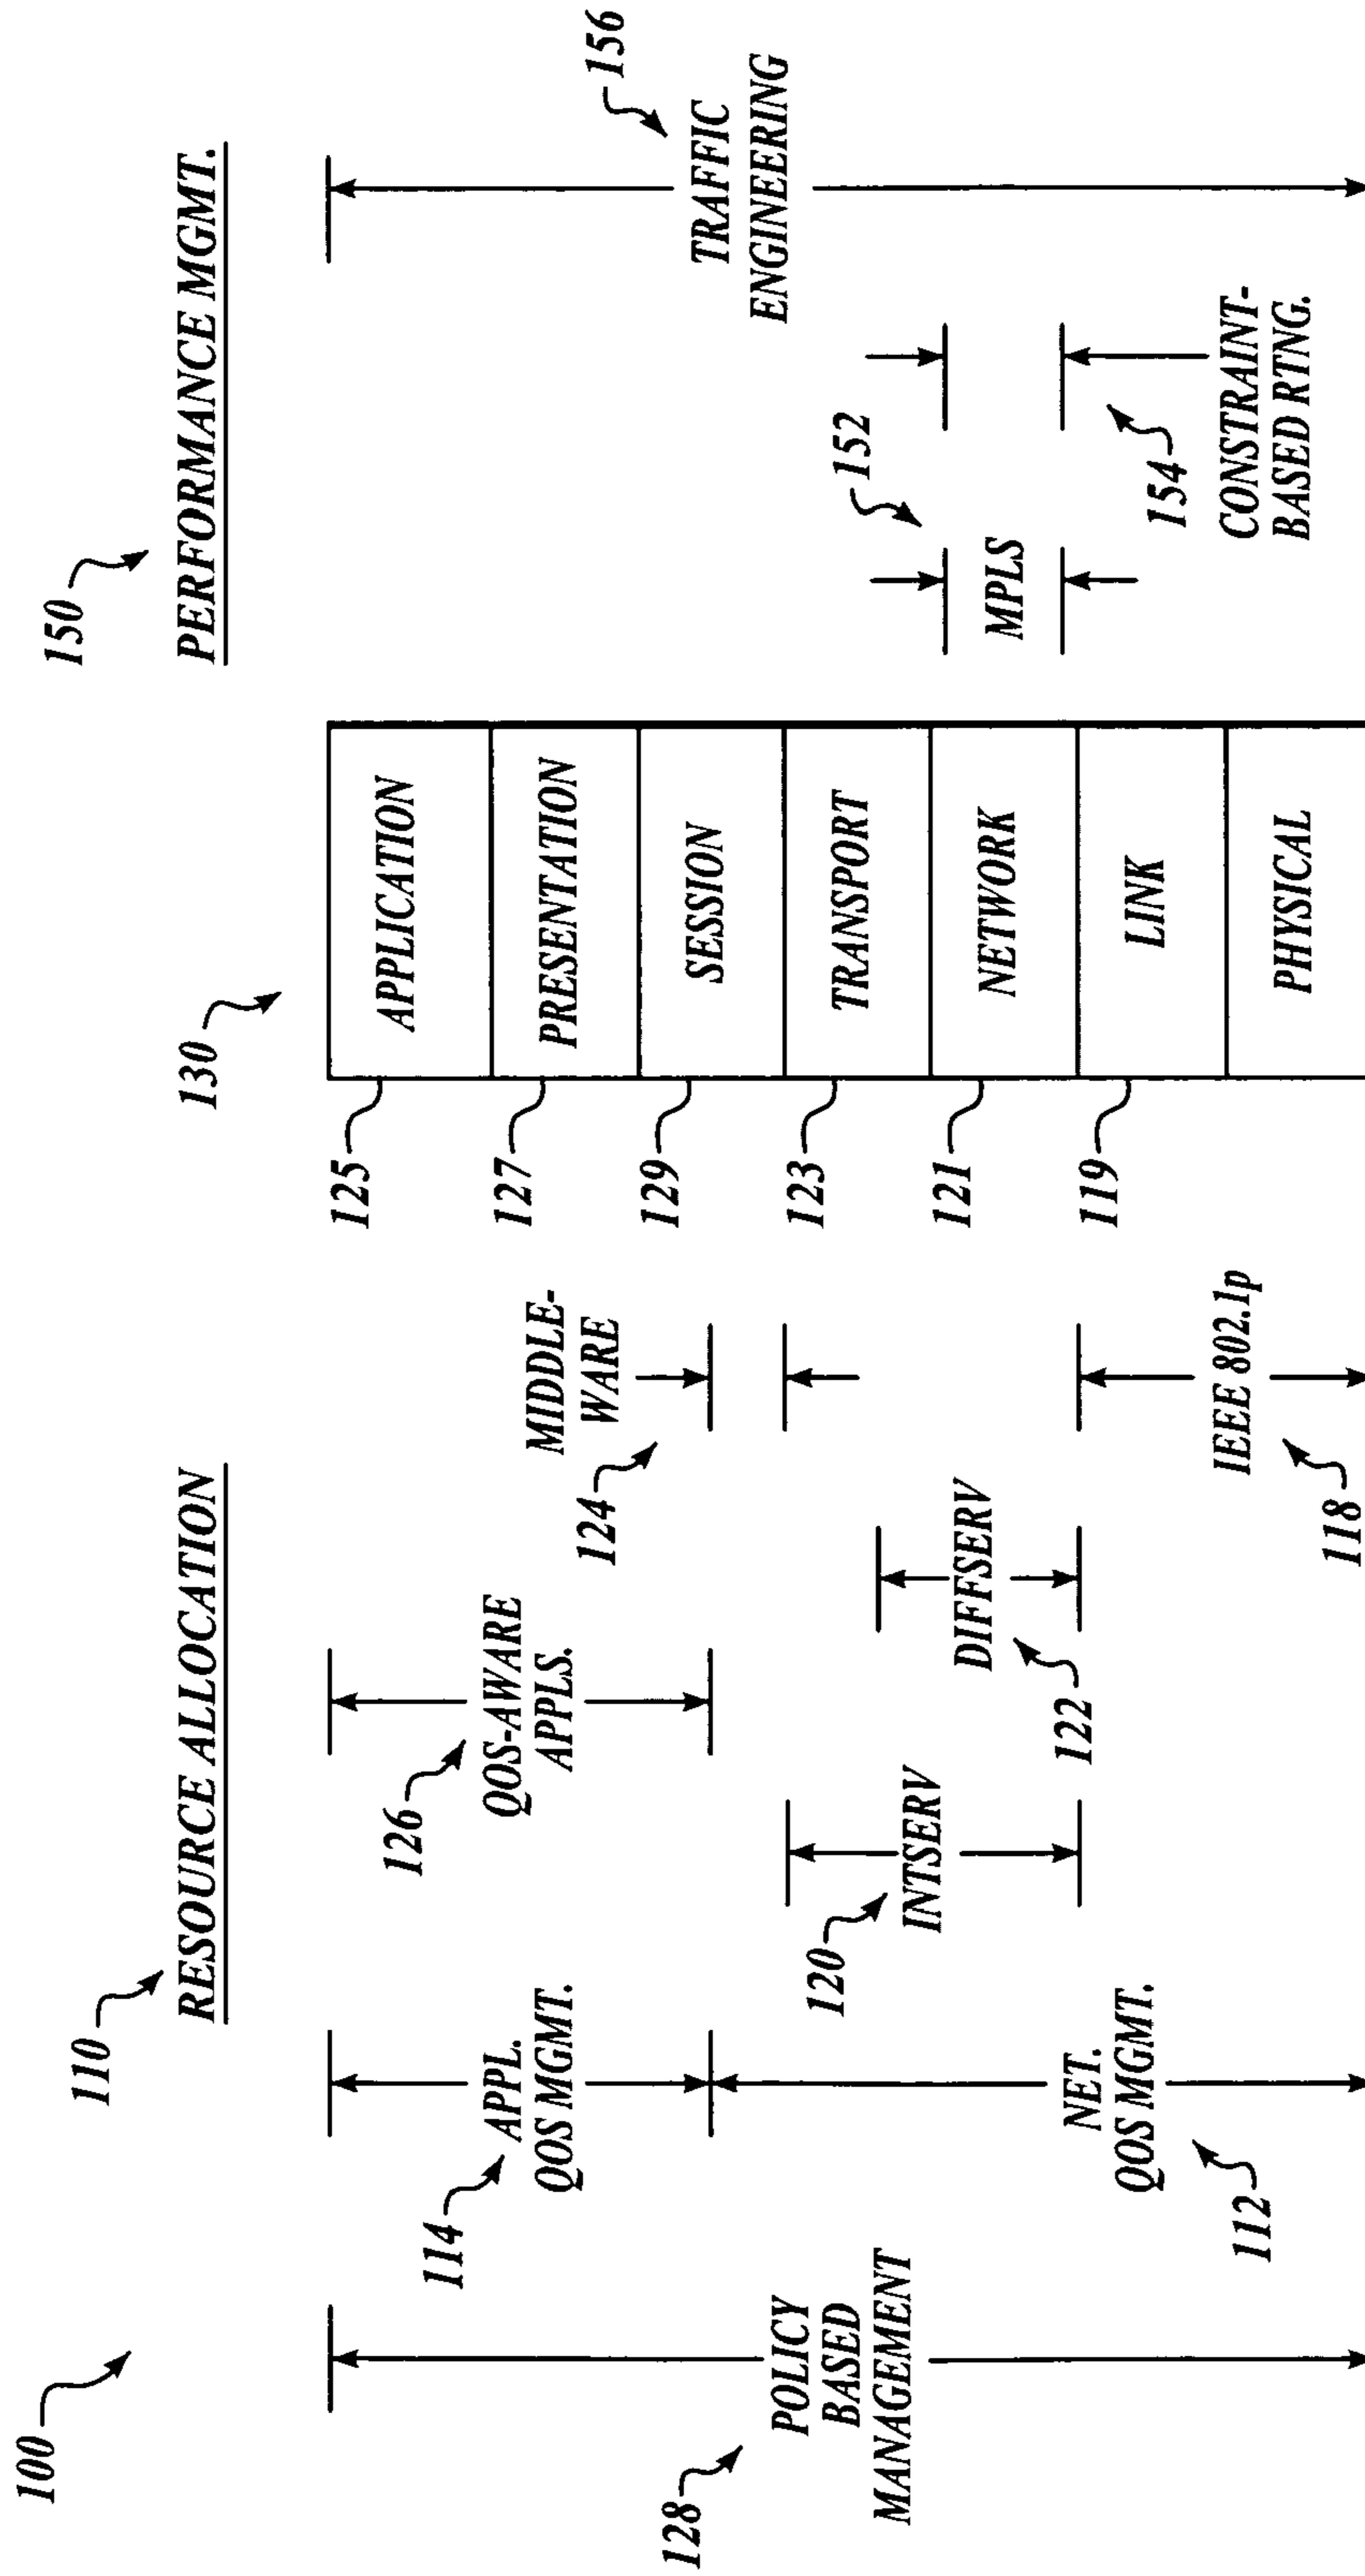 100
110
RESOURCE ALLOCATION
130
150
PERFORMANCE MGMT.
128
POLICY
BASED
MANAGEMENT
114
APPL.
QOS MGMT.
112
NET.
QOS MGMT.
126
QOS-AWARE
APPLS.
120
INTSERV
122
DIFFSERV
124
MIDDLE-
WARE
118
IEEE 802.1p
125
APPLICATION
127
PRESENTATION
129
SESSION
123
TRANSPORT
121
NETWORK
119
LINK
PHYSICAL
152
MPLS
154
CONSTRAINT-
BASED RTNG.
156
TRAFFIC
ENGINEERING